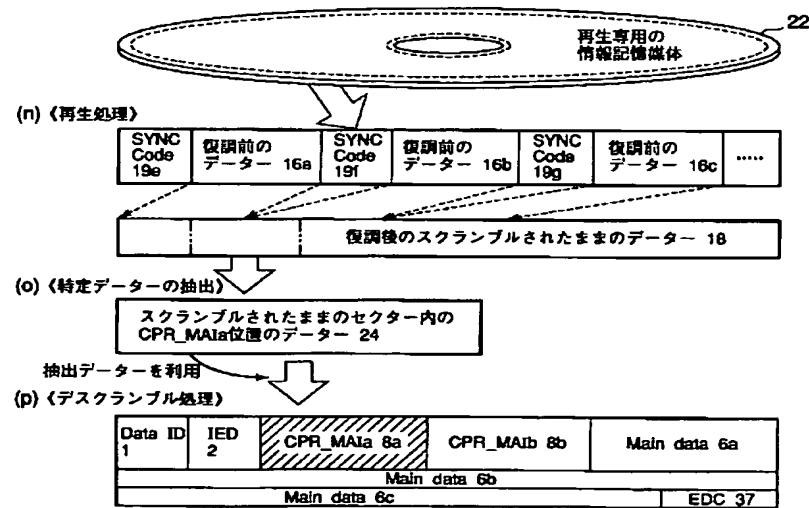 22
再生専用の
情報記憶媒体
(n)《再生処理》
SYNC Code 19e
復調前のデーター 16a
SYNC Code 19f
復調前のデーター 16b
SYNC Code 19g
復調前のデーター 16c
.....
復調後のスクランブルされたままのデーター 18
(o)《特定データーの抽出》
スクランブルされたままのセクター内の
CPR_MAIa位置のデーター 24
抽出データーを利用
(p)《デスクランブル処理》
Data ID 1
IED 2
CPR_MAIa 8a
CPR_MAIb 8b
Main data 6a
Main data 6b
Main data 6c
EDC 37